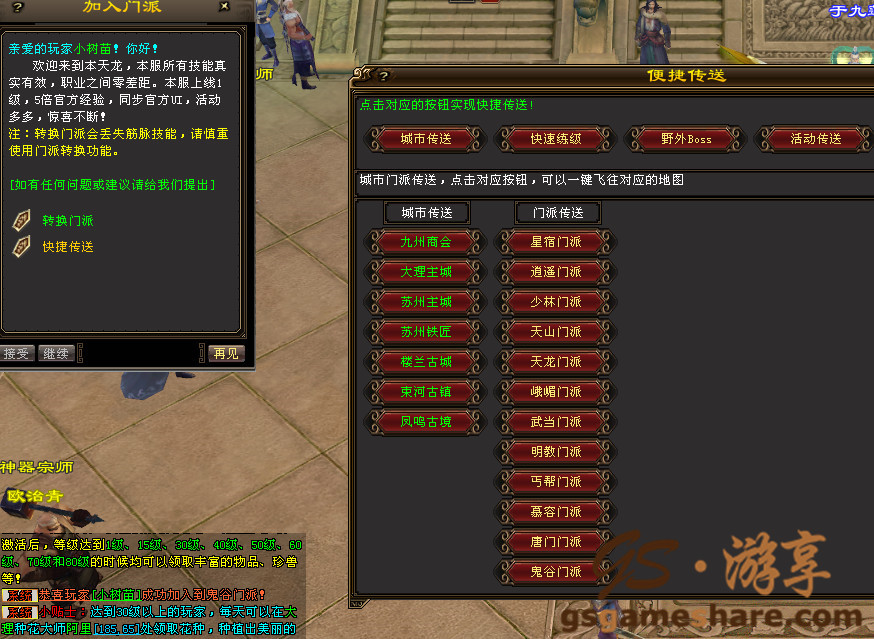 加入门派
亲爱的玩家小树苗！你好！
欢迎来到本天龙，本服所有技能真
实有效，职业之间零差距。本服上线1
级，5倍官方经验，同步官方UI，活动
多多，惊喜不断！
注：转换门派会丢失筋脉技能，请慎重
使用门派转换功能。
[如有任何问题或建议请给我们提出]
转换门派
快捷传送
接受
继续
再见
师
于九
便捷传送
点击对应的按钮实现快捷传送！
城市传送
快速练级
野外Boss
活动传送
城市门派传送，点击对应按钮，可以一键飞往对应的地图
城市传送
门派传送
九州商会
星宿门派
大理主城
逍遥门派
苏州主城
少林门派
苏州铁匠
天山门派
楼兰古城
天龙门派
束河古镇
峨嵋门派
凤鸣古境
武当门派
明教门派
丐帮门派
慕容门派
唐门门派
鬼谷门派
神器宗师
欧冶青
激活后，等级达到1级、15级、30级、40级、50级、60
级、70级和80级的时候均可以领取丰富的物品、珍兽
等！
系统 恭喜玩家[小树苗]成功加入到鬼谷门派！
系统 小贴士：达到30级以上的玩家，每天可以在大
理种花大师阿里[185,65]处领取花种，种植出美丽的
GS·游享
gsgameshare.com